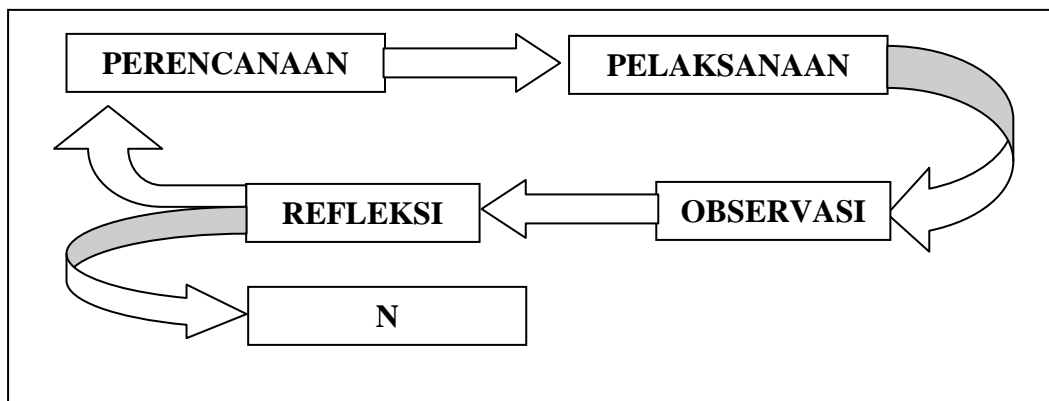 PERENCANAAN
PELAKSANAAN
REFLEKSI
OBSERVASI
N